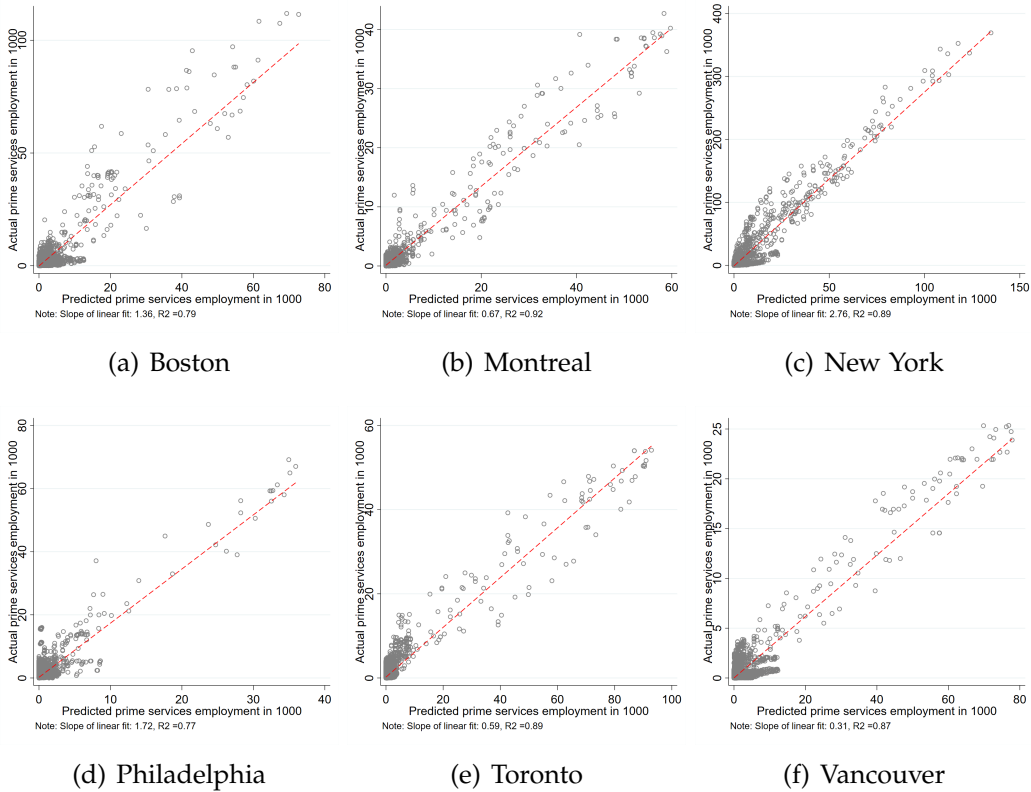 Actual prime services employment in 1000
0 50 100
0 20 40 60 80
Predicted prime services employment in 1000
Note: Slope of linear fit: 1.36, R2 =0.79
(a) Boston
Actual prime services employment in 1000
0 10 20 30 40
0 20 40 60
Predicted prime services employment in 1000
Note: Slope of linear fit: 0.67, R2 =0.92
(b) Montreal
Actual prime services employment in 1000
0 100 200 300 400
0 50 100 150
Predicted prime services employment in 1000
Note: Slope of linear fit: 2.76, R2 =0.89
(c) New York
Actual prime services employment in 1000
0 20 40 60 80
0 10 20 30 40
Predicted prime services employment in 1000
Note: Slope of linear fit: 1.72, R2 =0.77
(d) Philadelphia
Actual prime services employment in 1000
0 20 40 60
0 20 40 60 80 100
Predicted prime services employment in 1000
Note: Slope of linear fit: 0.59, R2 =0.89
(e) Toronto
Actual prime services employment in 1000
0 5 10 15 20 25
0 20 40 60 80
Predicted prime services employment in 1000
Note: Slope of linear fit: 0.31, R2 =0.87
(f) Vancouver